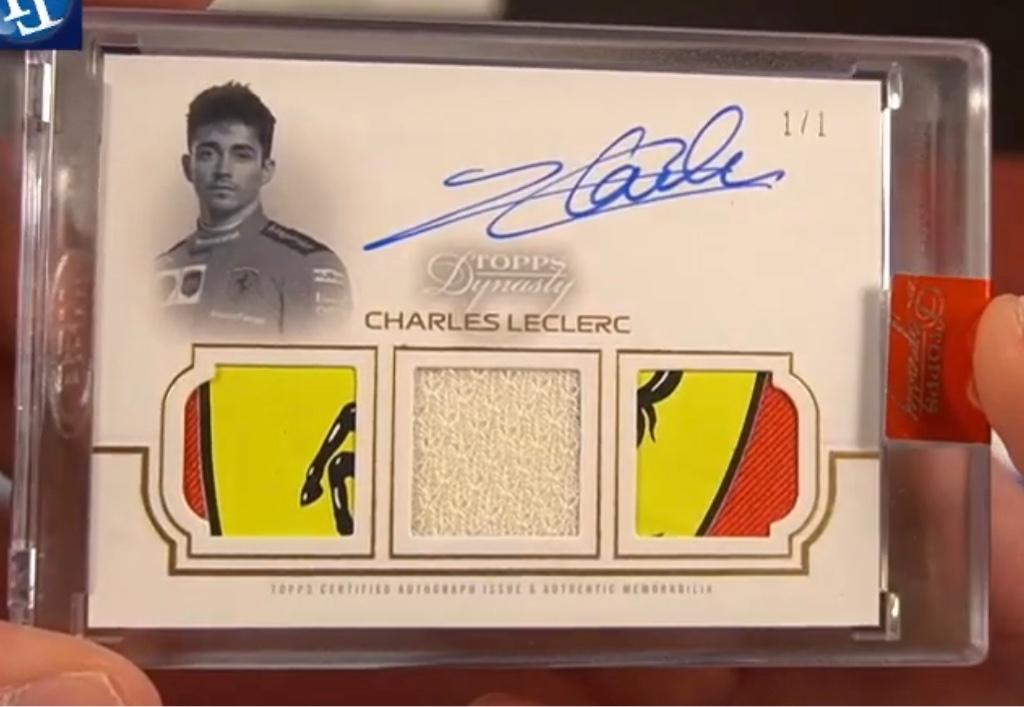 1/1
TOPPS
Dynasty
CHARLES LECLERC
TOPPS CERTIFIED AUTOGRAPH ISSUE & AUTHENTIC MEMORABILIA
TOPPS
Dynasty